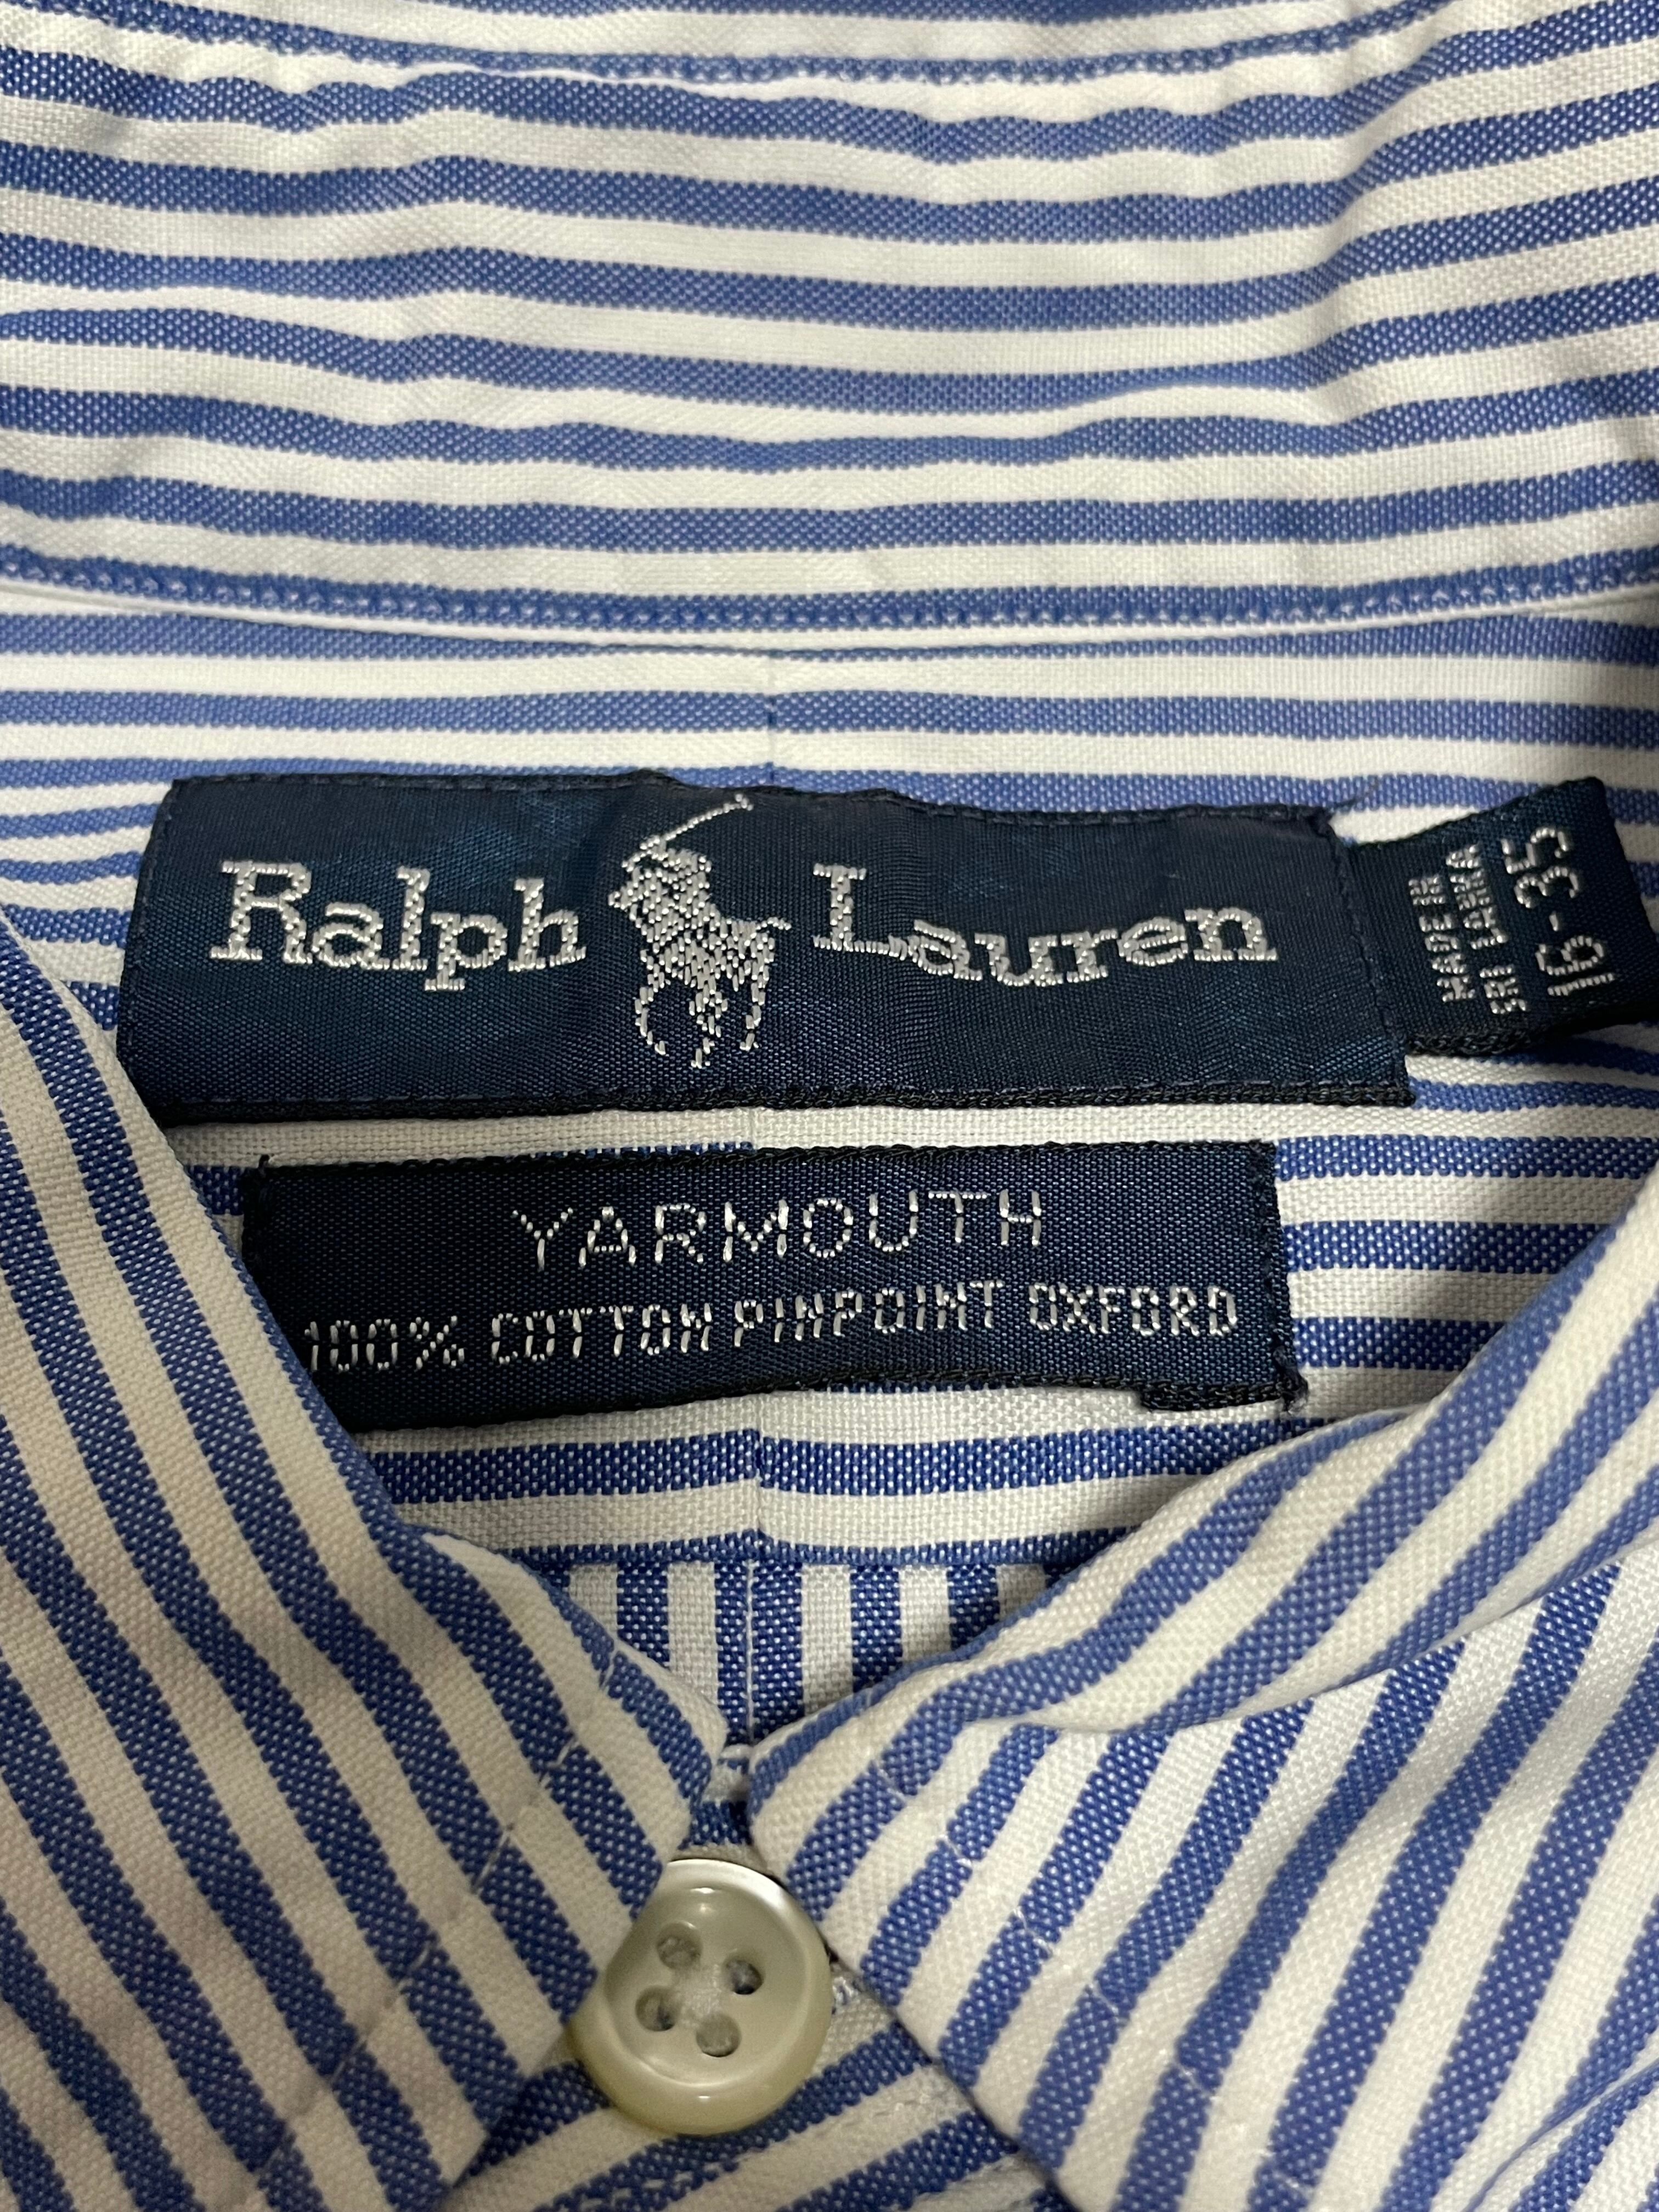 Ralph Lauren
MADE IN
SRI LANKA
16-35
YARMOUTH
100% COTTON PINPOINT OXFORD